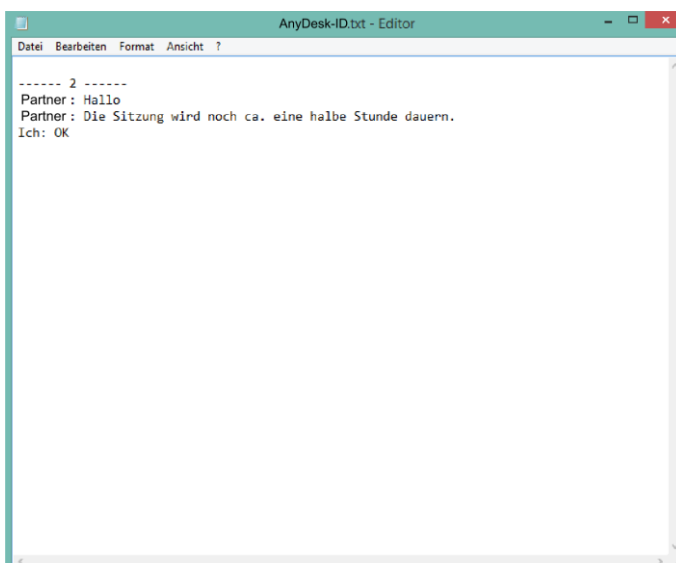 AnyDesk-ID.txt - Editor
Datei Bearbeiten Format Ansicht ?
------ 2 ------
Partner : Hallo
Partner : Die Sitzung wird noch ca. eine halbe Stunde dauern.
Ich: OK